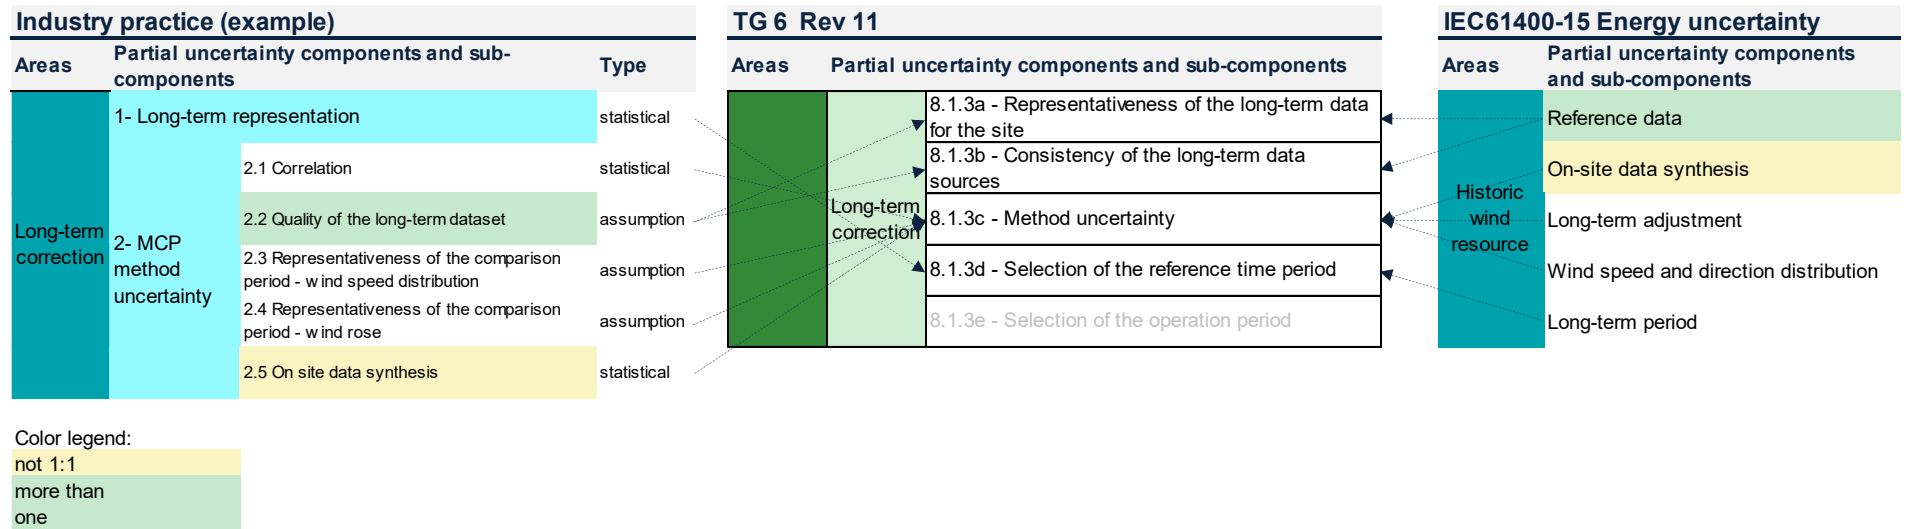 Industry practice (example)
Areas
Partial uncertainty components and sub-
components
Type
Long-term
correction
1- Long-term representation
statistical
2- MCP
method
uncertainty
2.1 Correlation
statistical
2.2 Quality of the long-term dataset
assumption
2.3 Representativeness of the comparison
period - wind speed distribution
assumption
2.4 Representativeness of the comparison
period - wind rose
assumption
2.5 On site data synthesis
statistical
Color legend:
not 1:1
more than
one
TG 6 Rev 11
Areas
Partial uncertainty components and sub-components
Long-term
correction
8.1.3a - Representativeness of the long-term data
for the site
8.1.3b - Consistency of the long-term data
sources
8.1.3c - Method uncertainty
8.1.3d - Selection of the reference time period
8.1.3e - Selection of the operation period
IEC61400-15 Energy uncertainty
Areas
Partial uncertainty components
and sub-components
Historic
wind
resource
Reference data
On-site data synthesis
Long-term adjustment
Wind speed and direction distribution
Long-term period